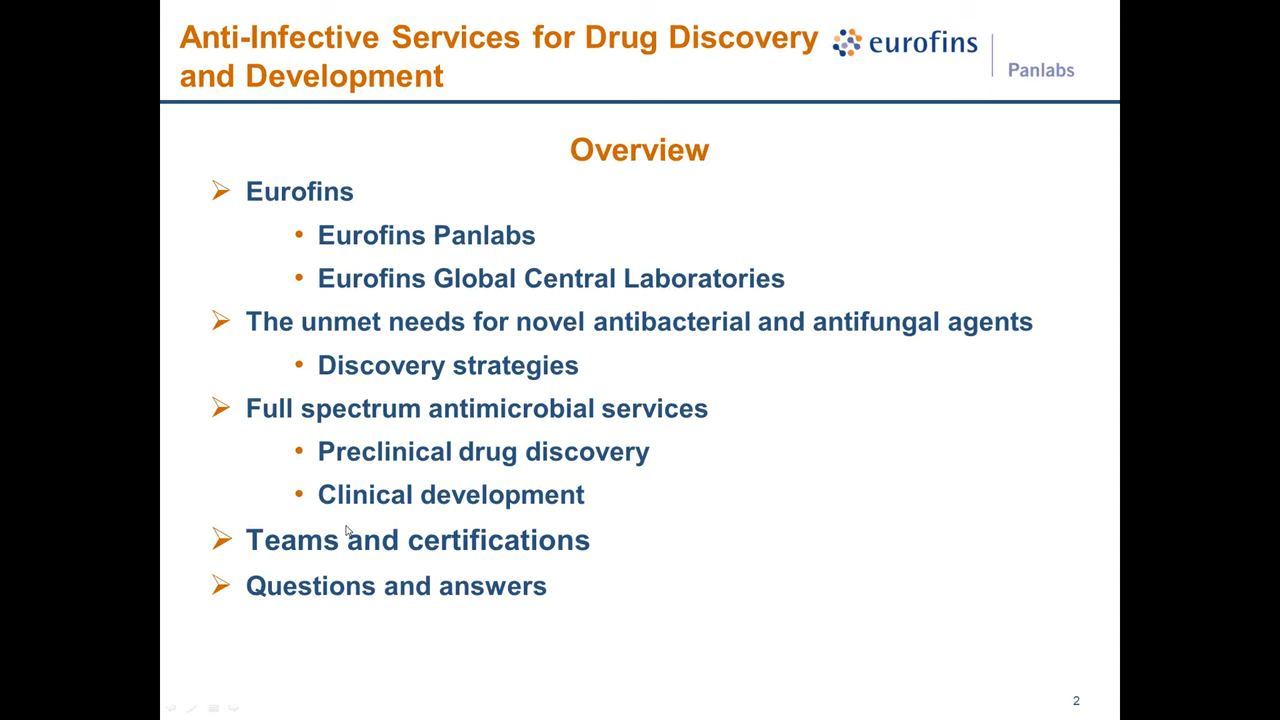 Anti-Infective Services for Drug Discovery
and Development
eurofins
Panlabs
Overview
Eurofins
Eurofins Panlabs
Eurofins Global Central Laboratories
The unmet needs for novel antibacterial and antifungal agents
Discovery strategies
Full spectrum antimicrobial services
Preclinical drug discovery
Clinical development
Teams and certifications
Questions and answers
2